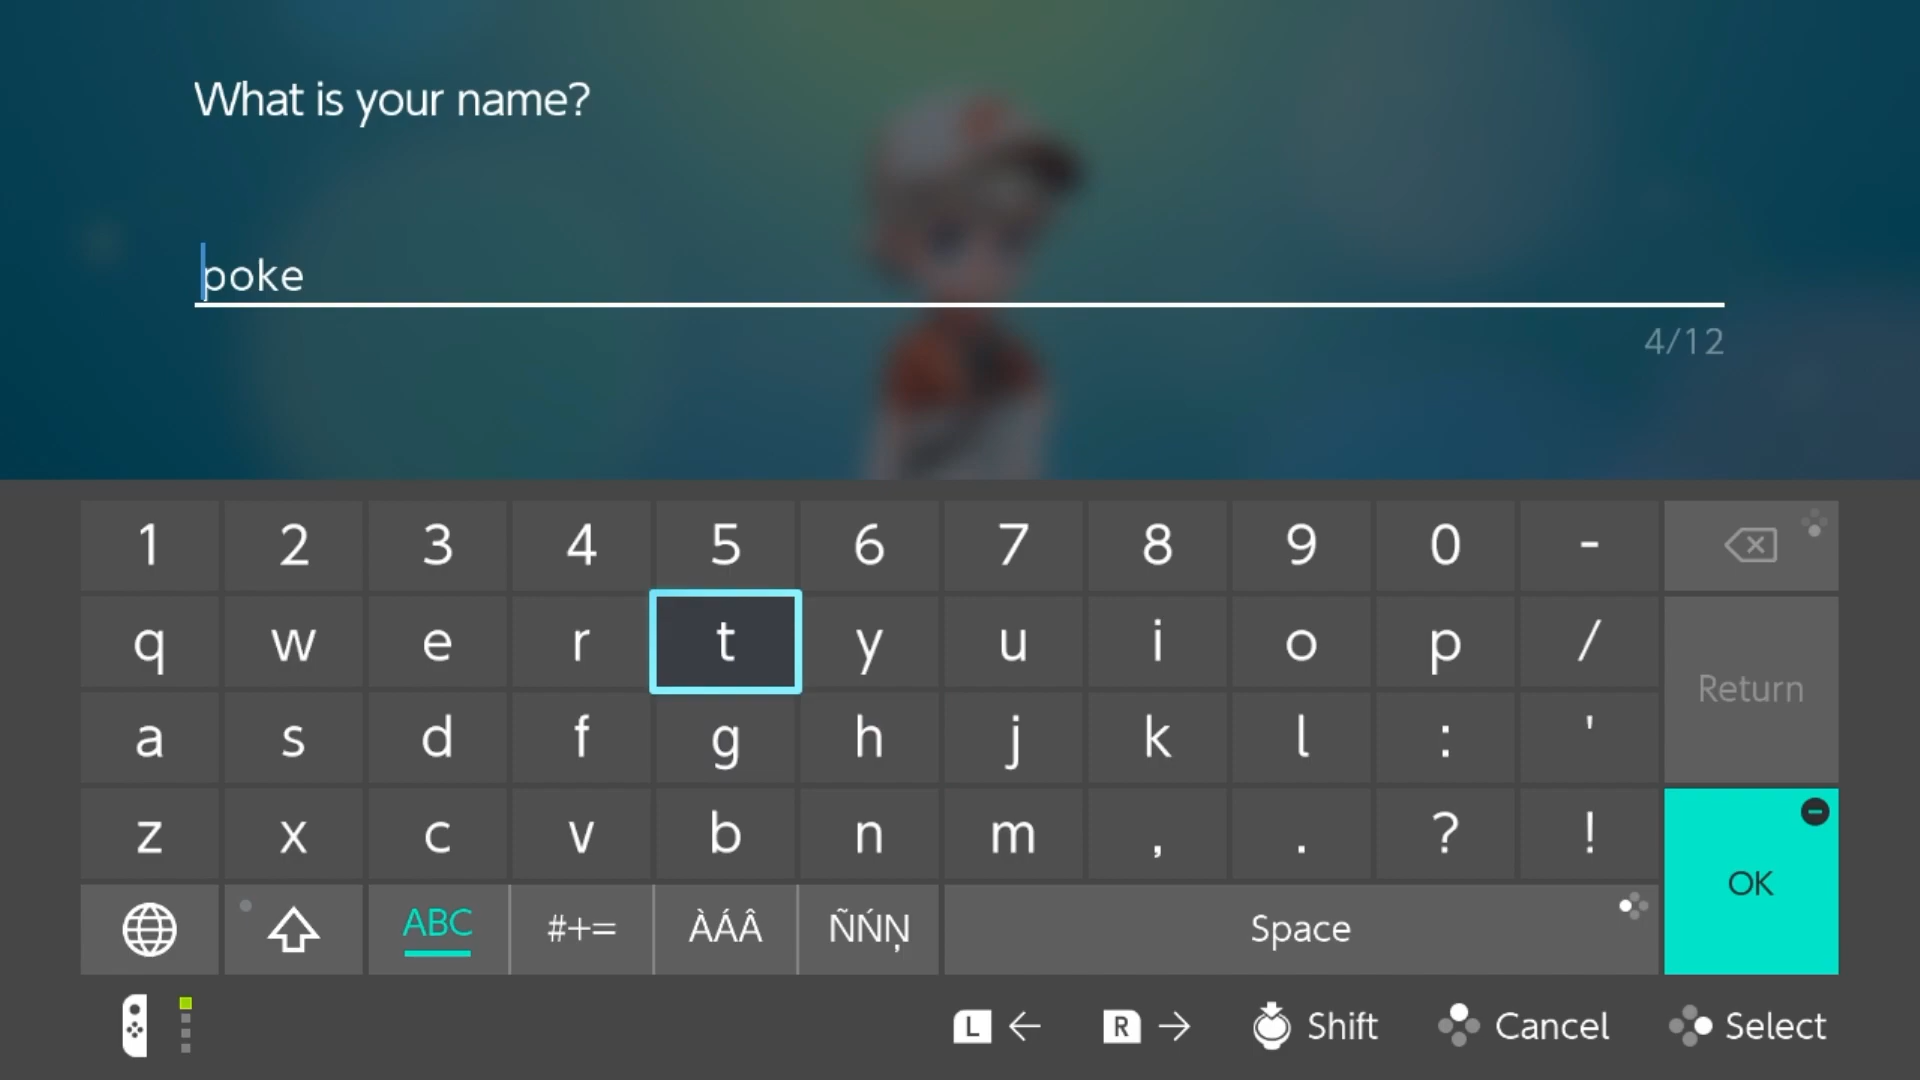 What is your name?
poke
4/12
1 2 3 4 5 6 7 8 9 0 -
q w e r t y u i o p /
Return
a s d f g h j k l : '
z x c v b n m , . ? !
OK
ABC #+= ÀÁÂ ÑŃŅ Space
L ← R → Shift Cancel Select